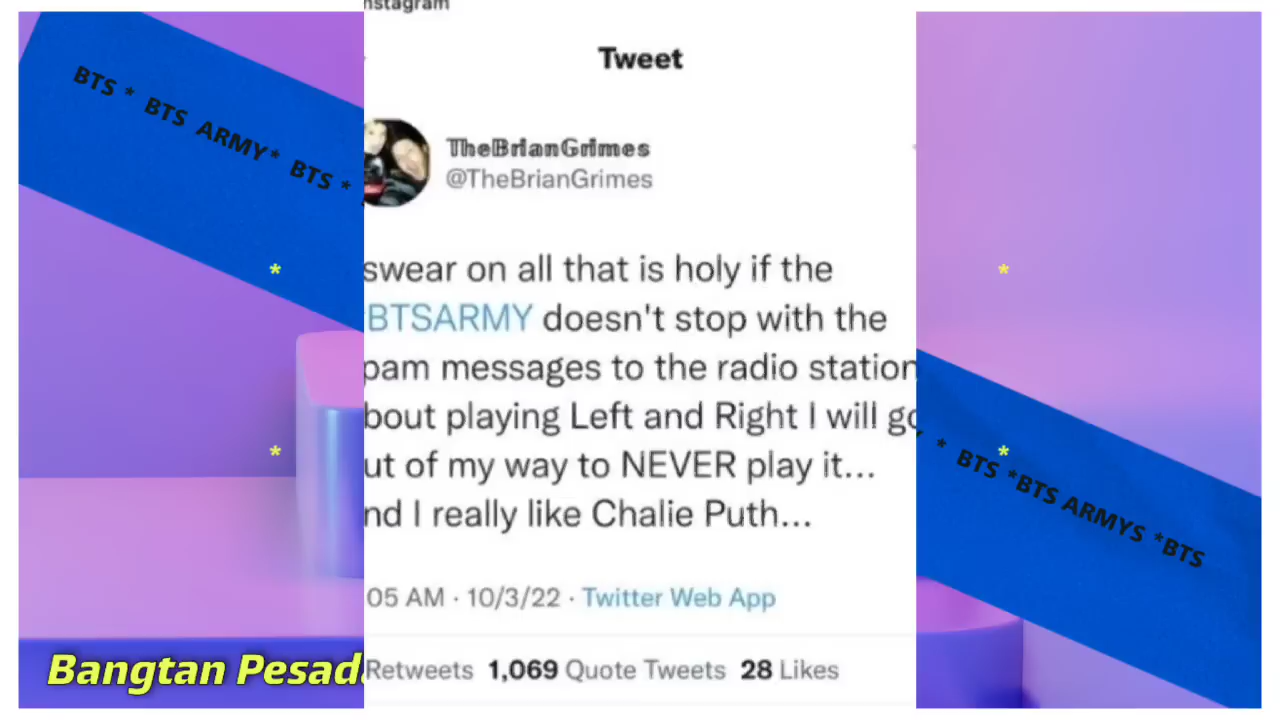 nstagram
Tweet
TheBrianGrimes
@TheBrianGrimes
swear on all that is holy if the
BTSARMY doesn't stop with the
pam messages to the radio station
bout playing Left and Right I will go
ut of my way to NEVER play it...
nd I really like Chalie Puth...
05 AM · 10/3/22 · Twitter Web App
Retweets 1,069 Quote Tweets 28 Likes
BTS * BTS ARMY* BTS *
* BTS *BTS ARMYS *BTS
Bangtan Pesad